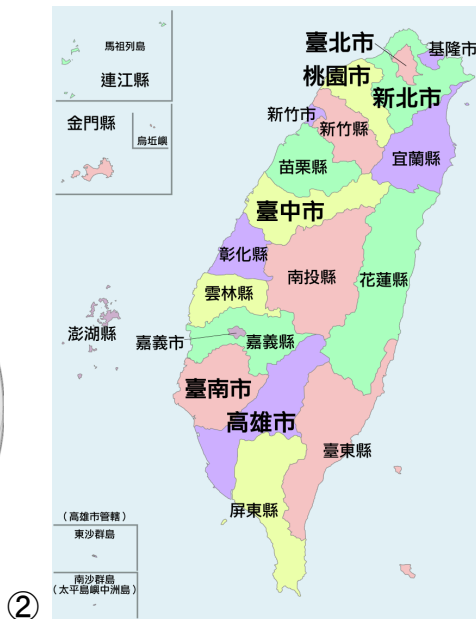 馬祖列島
連江縣
金門縣
烏坵嶼
臺北市
基隆市
桃園市
新北市
新竹市
新竹縣
宜蘭縣
苗栗縣
臺中市
彰化縣
南投縣
花蓮縣
雲林縣
澎湖縣
嘉義市
嘉義縣
臺南市
高雄市
臺東縣
屏東縣
(高雄市管轄)
東沙群島
南沙群島
(太平島嶼中洲島)
②